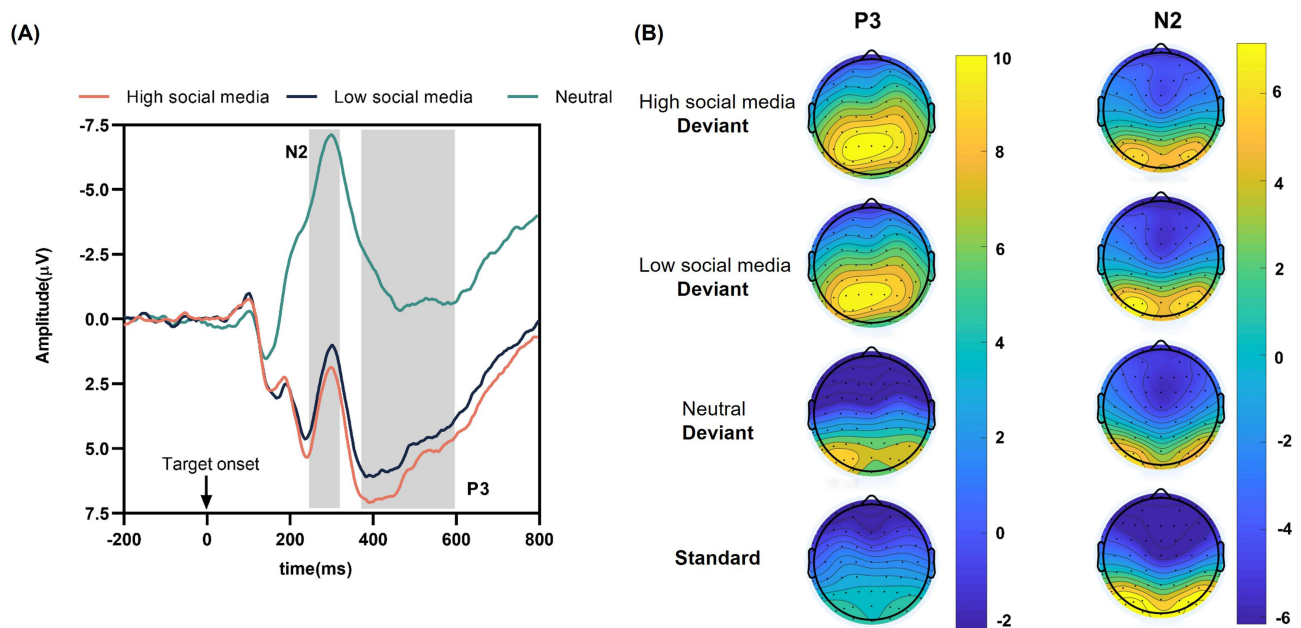 (A)
High social media
Low social media
Neutral
-7.5
-5.0
-2.5
0.0
2.5
5.0
7.5
Amplitude(μV)
N2
P3
Target onset
-200
0
200
400
600
800
time(ms)
(B)
P3
N2
High social media
Deviant
Low social media
Deviant
Neutral
Deviant
Standard
10
8
6
4
2
0
-2
6
4
2
0
-2
-4
-6